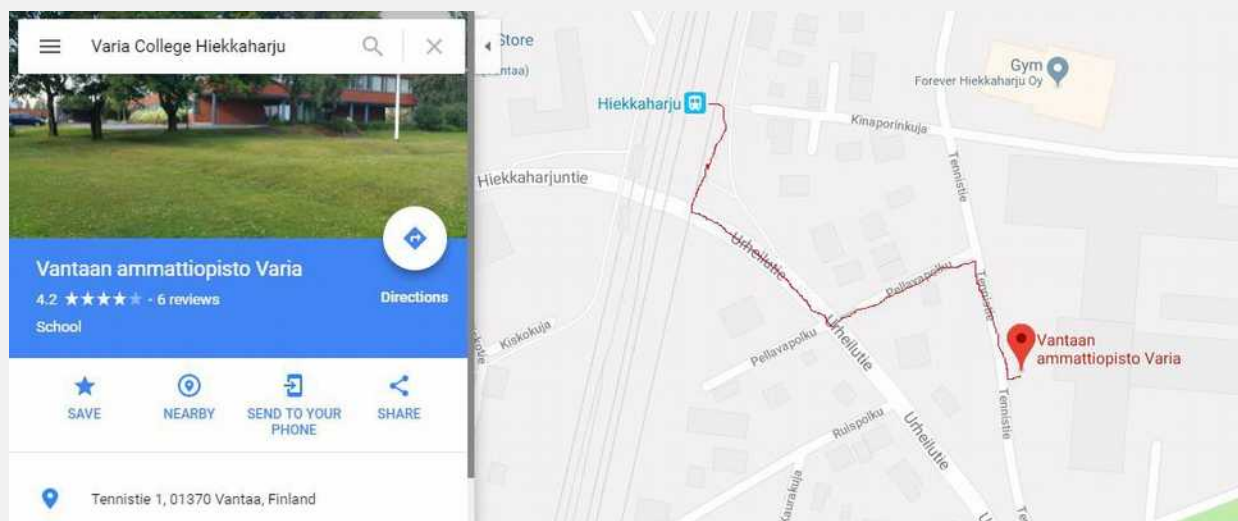 Varia College Hiekkaharju
Vantaan ammattiopisto Varia
4.2 ★★★★★ - 6 reviews
School
Directions
SAVE
NEARBY
SEND TO YOUR
PHONE
SHARE
Tennistie 1, 01370 Vantaa, Finland
Store
Gym
Forever Hiekkaharju Oy
Hiekkaharju
Kinaporinkuja
Tennistie
Hiekkaharjuntie
Urheilutie
Pellavapolku
Tennistie
Kiskokuja
Pellavapolku
Urheilutie
Vantaan
ammattiopisto Varia
Tennistie
Ruispolku
Urheilutie
Kaurakuja